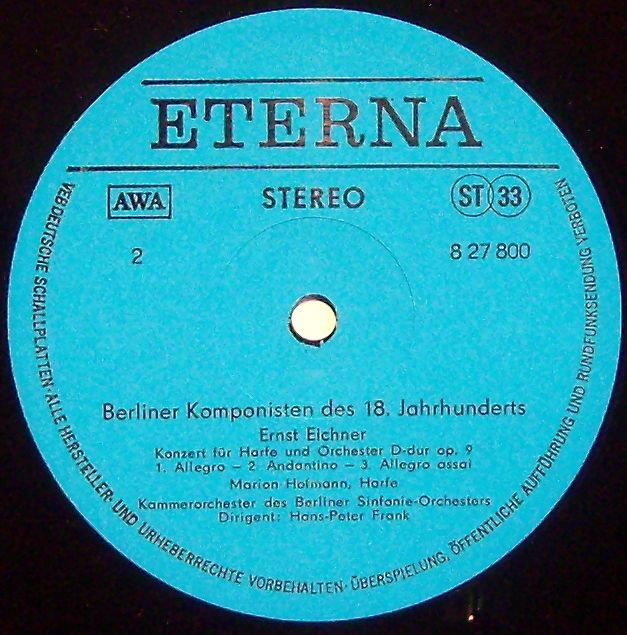 ETERNA
AWA STEREO ST 33
2 8 27 800
Berliner Komponisten des 18. Jahrhunderts
Ernst Eichner
Konzert für Harfe und Orchester D-dur op. 9
1. Allegro – 2. Andantino – 3. Allegro assai
Marion Hofmann, Harfe
Kammerorchester des Berliner Sinfonie-Orchesters
Dirigent: Hans-Peter Frank
VEB DEUTSCHE SCHALLPLATTEN · ALLE HERSTELLER- UND URHEBERRECHTE VORBEHALTEN · ÜBERSPIELUNG, ÖFFENTLICHE AUFFÜHRUNG UND RUNDFUNKSENDUNG VERBOTEN